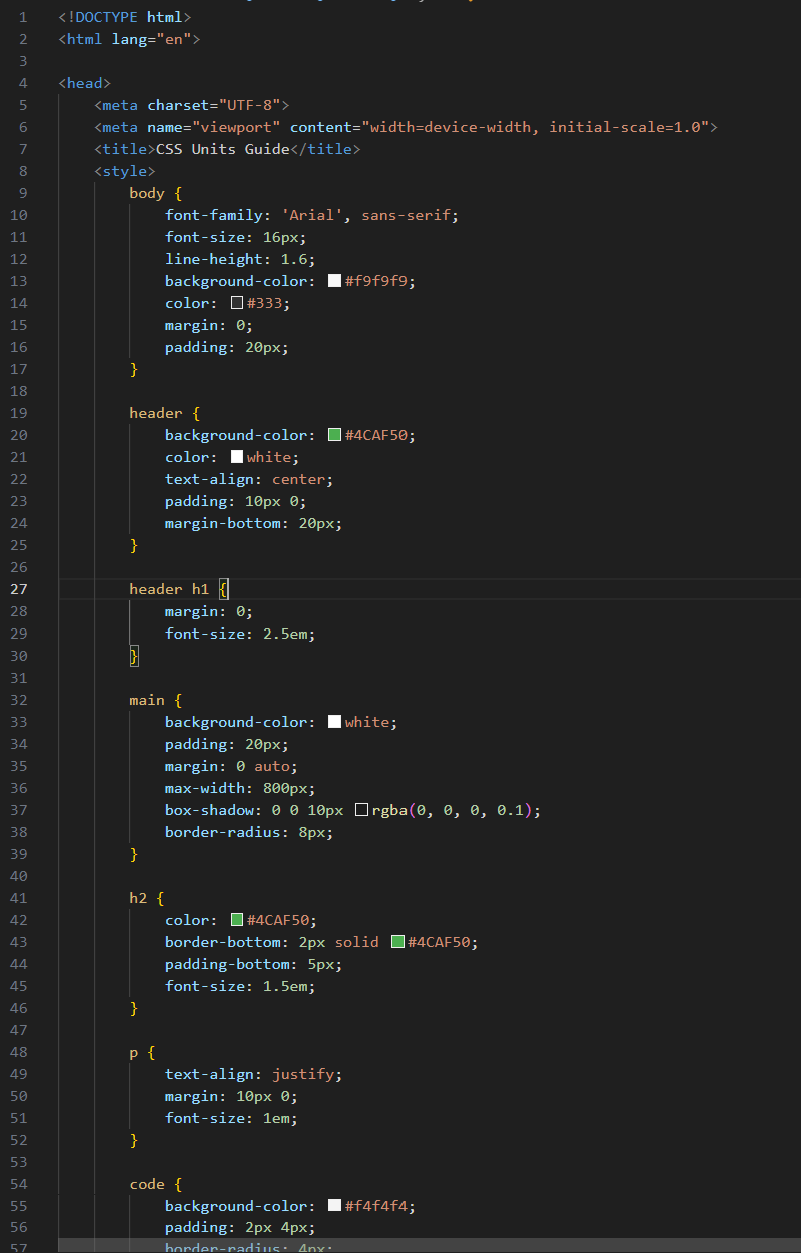 1 <!DOCTYPE html>
2 <html lang="en">
3
4 <head>
5     <meta charset="UTF-8">
6     <meta name="viewport" content="width=device-width, initial-scale=1.0">
7     <title>CSS Units Guide</title>
8     <style>
9         body {
10             font-family: 'Arial', sans-serif;
11             font-size: 16px;
12             line-height: 1.6;
13             background-color: #f9f9f9;
14             color: #333;
15             margin: 0;
16             padding: 20px;
17         }
18
19         header {
20             background-color: #4CAF50;
21             color: white;
22             text-align: center;
23             padding: 10px 0;
24             margin-bottom: 20px;
25         }
26
27         header h1 {
28             margin: 0;
29             font-size: 2.5em;
30         }
31
32         main {
33             background-color: white;
34             padding: 20px;
35             margin: 0 auto;
36             max-width: 800px;
37             box-shadow: 0 0 10px rgba(0, 0, 0, 0.1);
38             border-radius: 8px;
39         }
40
41         h2 {
42             color: #4CAF50;
43             border-bottom: 2px solid #4CAF50;
44             padding-bottom: 5px;
45             font-size: 1.5em;
46         }
47
48         p {
49             text-align: justify;
50             margin: 10px 0;
51             font-size: 1em;
52         }
53
54         code {
55             background-color: #f4f4f4;
56             padding: 2px 4px;
57             border-radius: 4px;